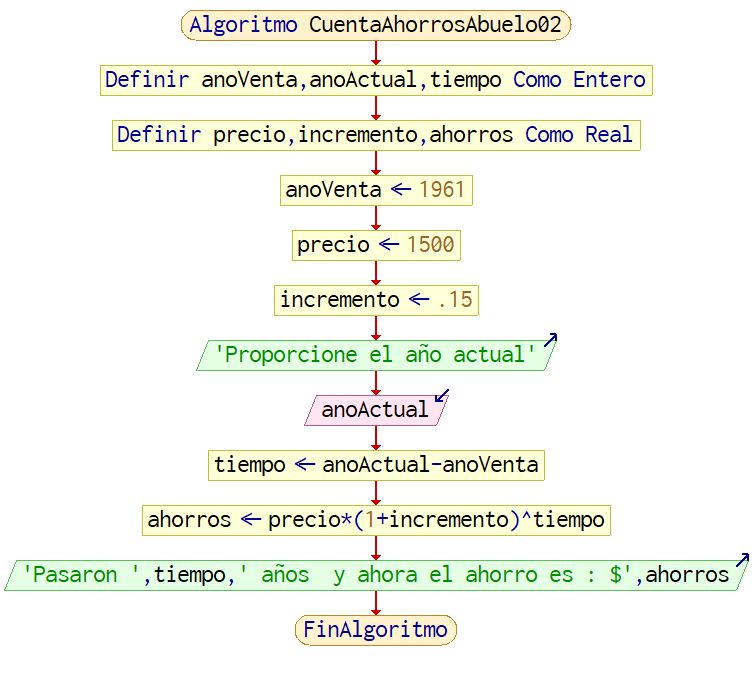 Algoritmo CuentaAhorrosAbuelo02
Definir anoVenta,anoActual,tiempo Como Entero
Definir precio,incremento,ahorros Como Real
anoVenta ← 1961
precio ← 1500
incremento ← .15
'Proporcione el año actual'
anoActual
tiempo ← anoActual-anoVenta
ahorros ← precio*(1+incremento)^tiempo
'Pasaron ',tiempo,' años  y ahora el ahorro es : $',ahorros
FinAlgoritmo